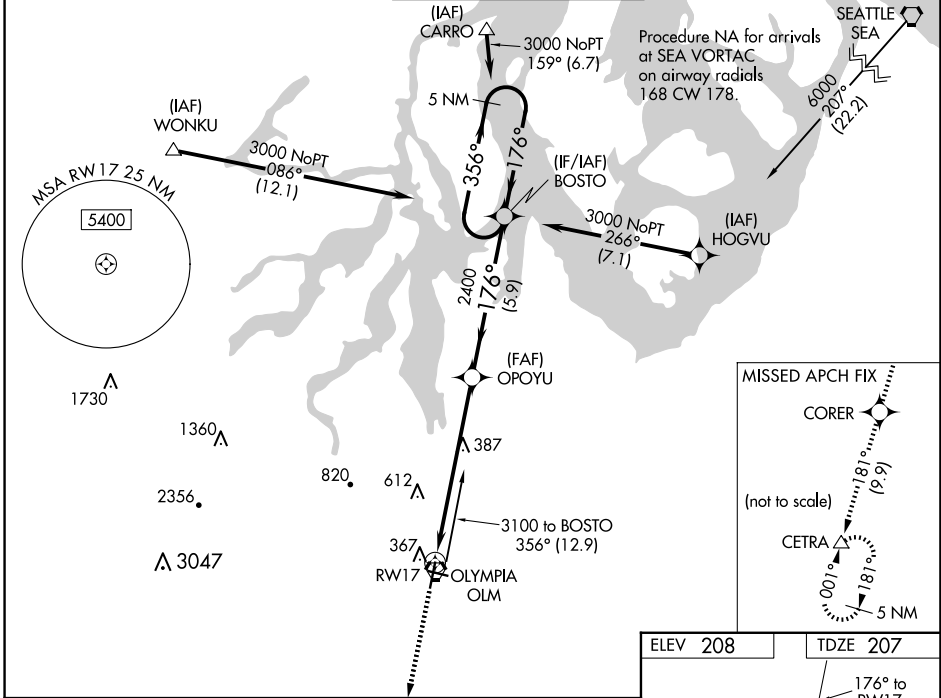 (IAF)
CARRO
3000 NoPT
159° (6.7)
Procedure NA for arrivals
at SEA VORTAC
on airway radials
168 CW 178.
SEATTLE
SEA
6000
207°
(22.2)
5 NM
356°
176°
(IAF)
WONKU
3000 NoPT
086°
(12.1)
(IF/IAF)
BOSTO
3000 NoPT
266°
(7.1)
(IAF)
HOGVU
MSA RW17 25 NM
5400
2400
176°
(5.9)
(FAF)
OPOYU
1730
1360
2356
3047
820
612
387
367
3100 to BOSTO
356° (12.9)
RW17
OLYMPIA
OLM
MISSED APCH FIX
CORER
181°
(9.9)
(not to scale)
CETRA
001°
181°
5 NM
ELEV 208
TDZE 207
176° to
RW17